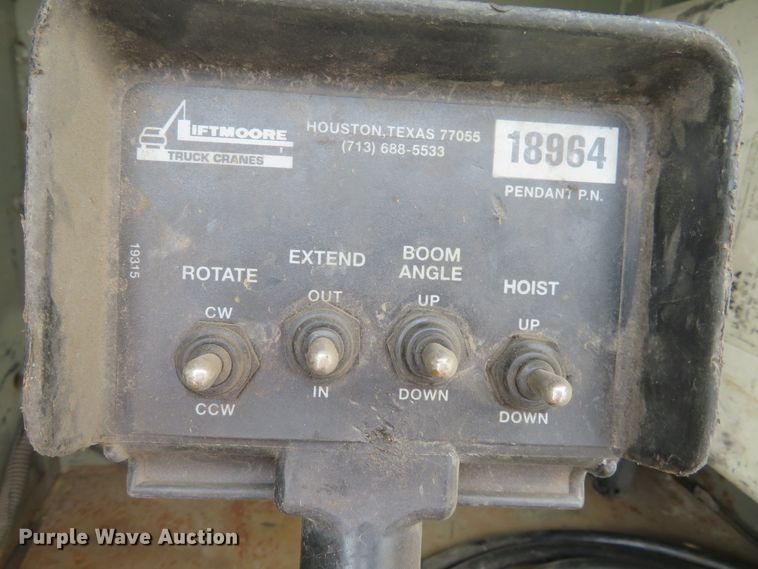 LIFTMOORE
TRUCK CRANES
HOUSTON, TEXAS 77055
(713) 688-5533
18964
PENDANT P.N.
19315
ROTATE
CW
CCW
EXTEND
OUT
IN
BOOM
ANGLE
UP
DOWN
HOIST
UP
DOWN
Purple Wave Auction